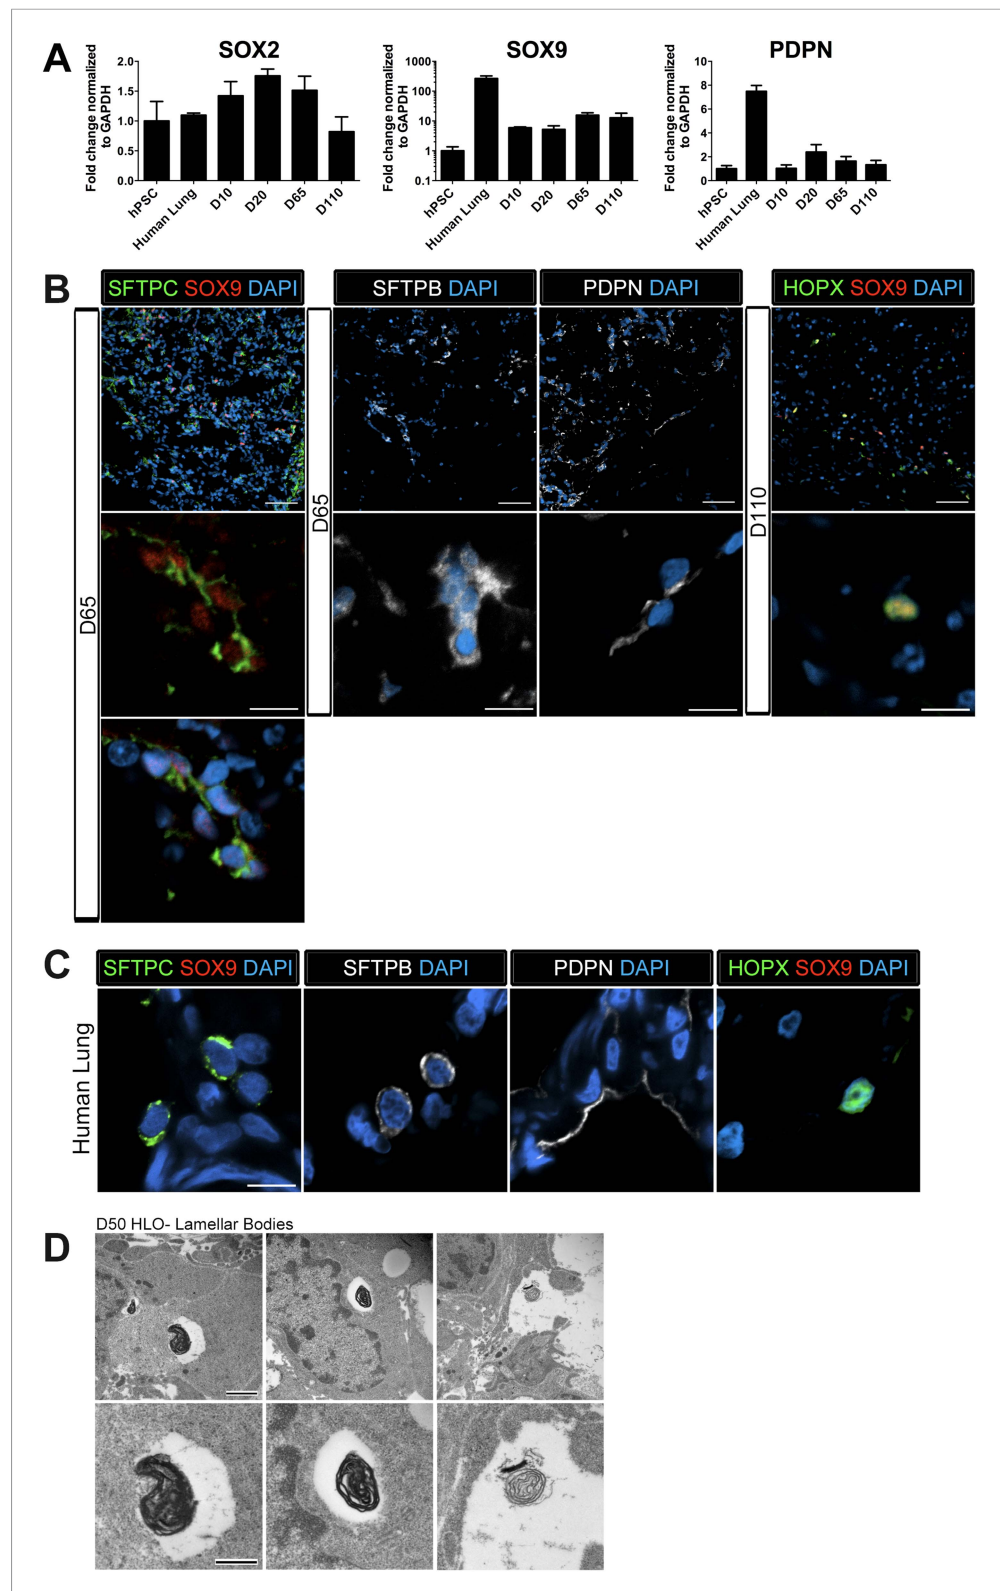 A
SOX2
Fold change normalized
to GAPDH
2.0
1.5
1.0
0.5
0.0
hPSC
Human Lung
D10
D20
D65
D110
SOX9
Fold change normalized
to GAPDH
1000
100
10
1
0.1
hPSC
Human Lung
D10
D20
D65
D110
PDPN
Fold change normalized
to GAPDH
10
8
6
4
2
0
hPSC
Human Lung
D10
D20
D65
D110
B
SFTPC SOX9 DAPI
SFTPB DAPI
PDPN DAPI
HOPX SOX9 DAPI
D65
D65
D110
C
SFTPC SOX9 DAPI
SFTPB DAPI
PDPN DAPI
HOPX SOX9 DAPI
Human Lung
D
D50 HLO- Lamellar Bodies